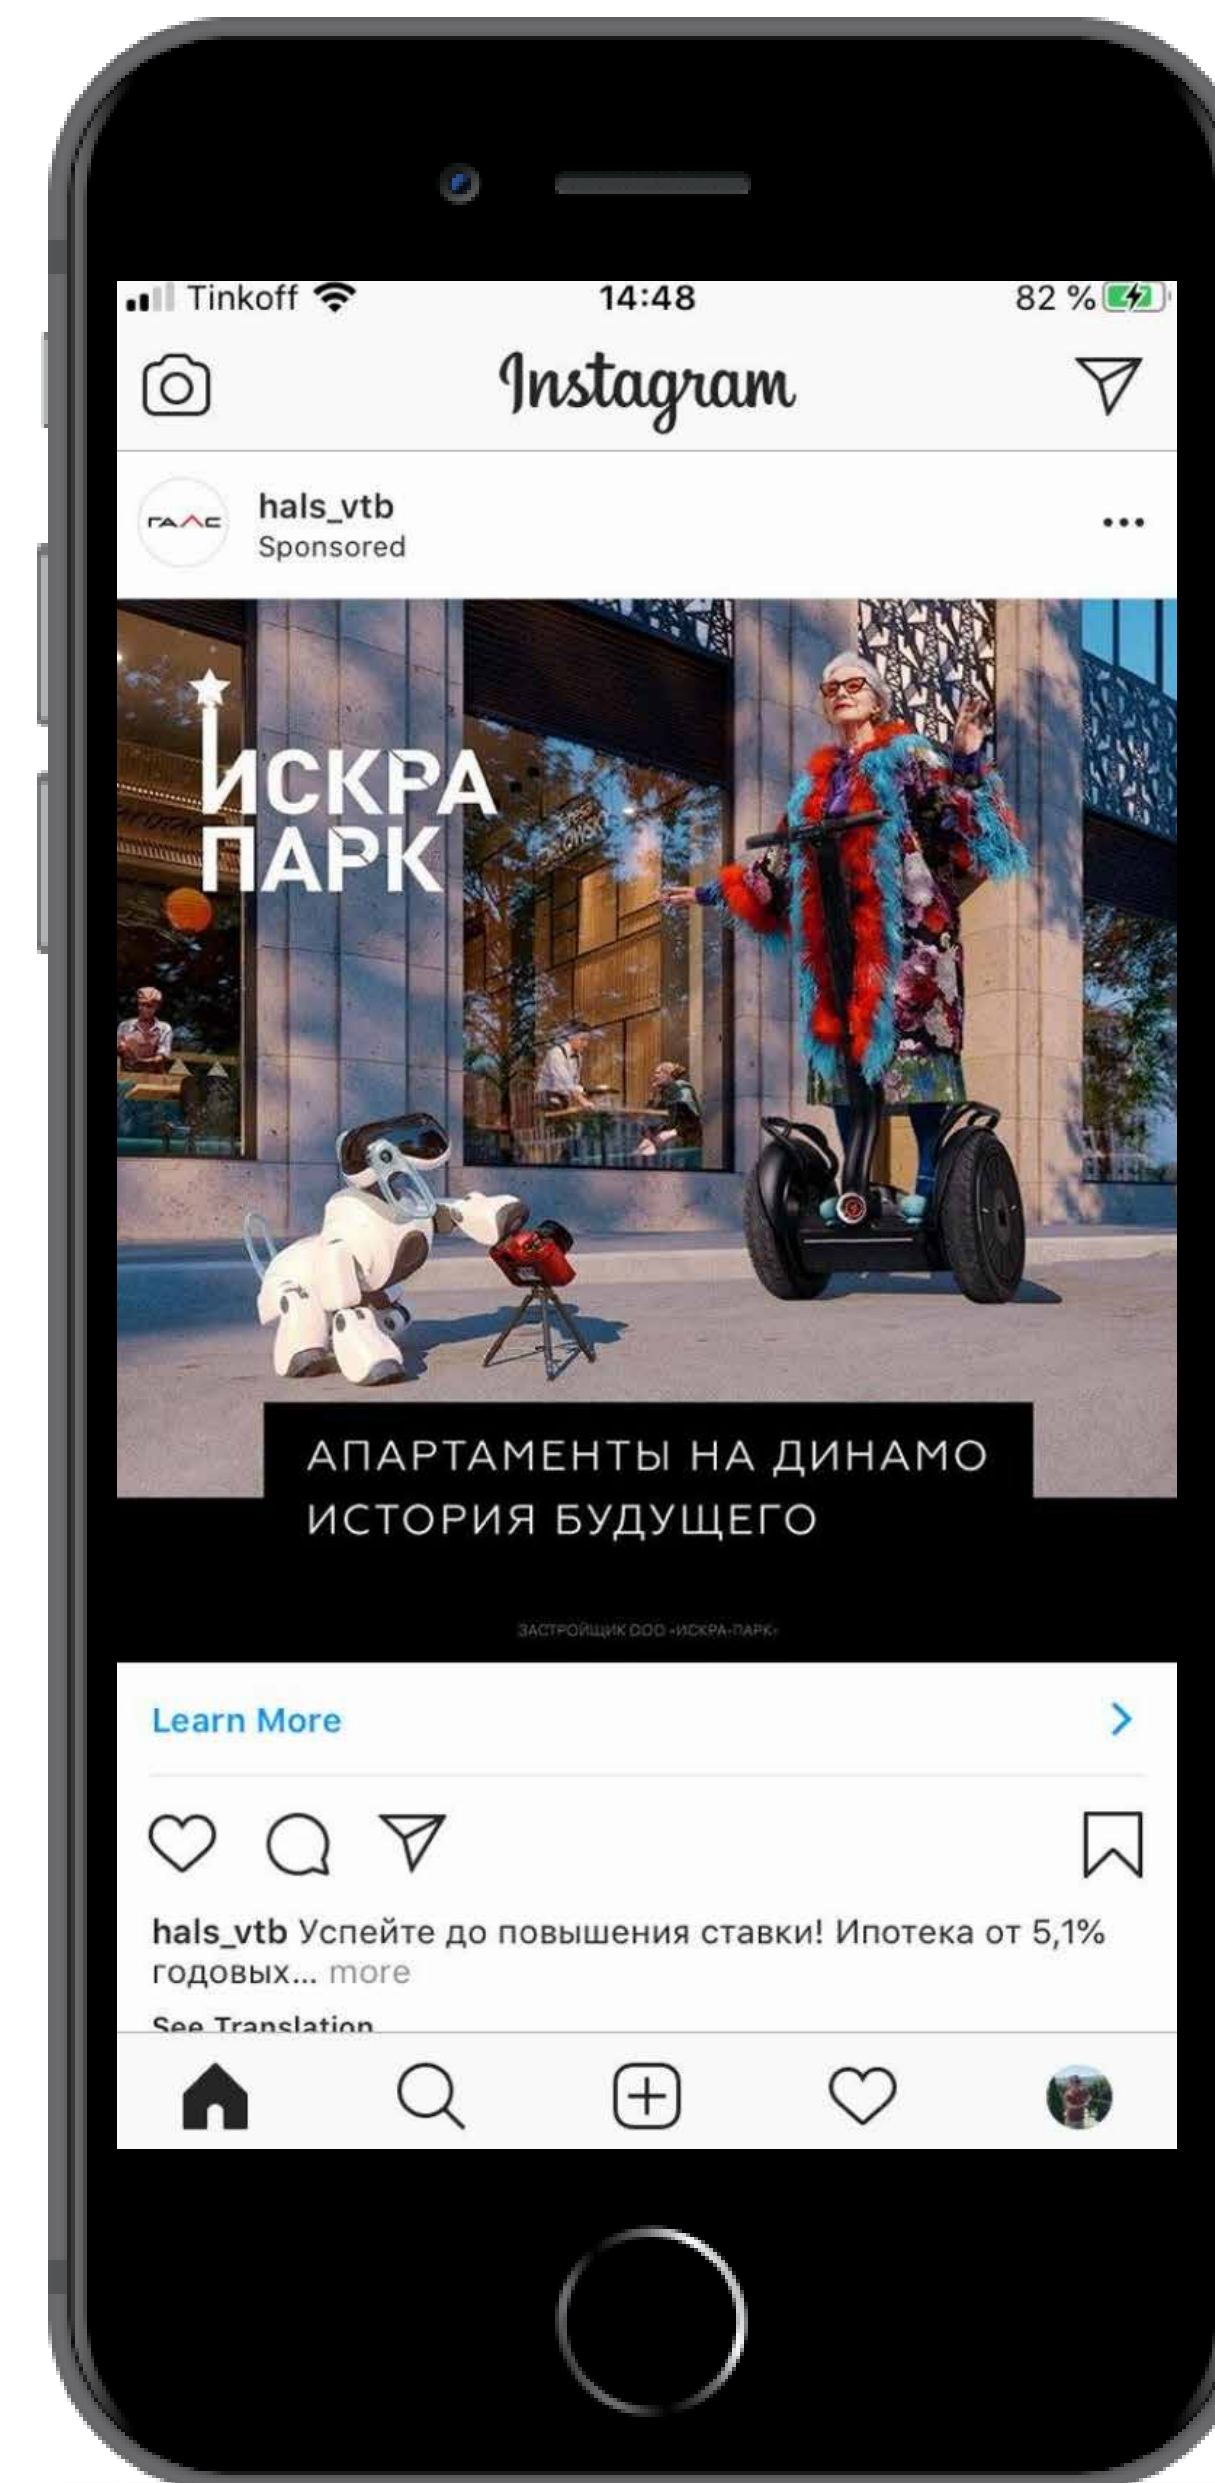 Tinkoff 14:48 82 %
Instagram
ГАЛС
hals_vtb
Sponsored
ИСКРА
ПАРК
АПАРТАМЕНТЫ НА ДИНАМО
ИСТОРИЯ БУДУЩЕГО
ЗАСТРОЙЩИК ООО «ИСКРА-ПАРК»
Learn More
hals_vtb Успейте до повышения ставки! Ипотека от 5,1%
годовых... more
See Translation